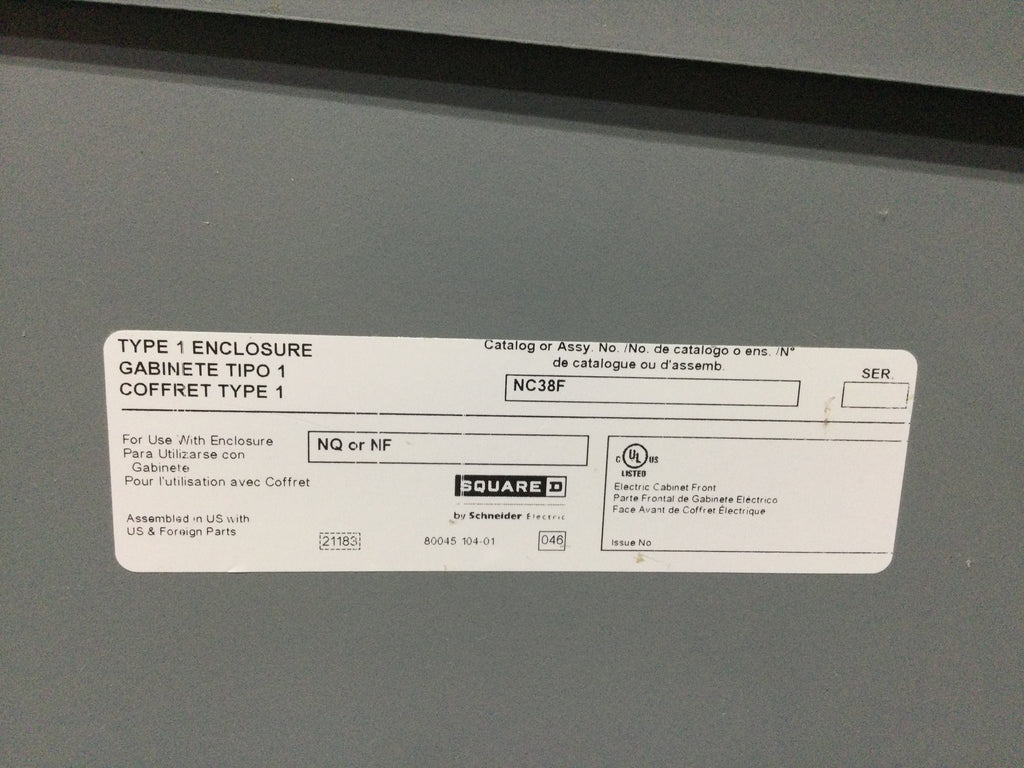 TYPE 1 ENCLOSURE
GABINETE TIPO 1
COFFRET TYPE 1
Catalog or Assy. No. /No. de catalogo o ens. /N°
de catalogue ou d'assemb.
NC38F
SER.
For Use With Enclosure
Para Utilizarse con
Gabinete
Pour l'utilisation avec Coffret
NQ or NF
SQUARE D
by Schneider Electric
Assembled in US with
US & Foreign Parts
21183
80045 104-01
046
C UL US
LISTED
Electric Cabinet Front
Parte Frontal de Gabinete Eléctrico
Face Avant de Coffret Électrique
Issue No